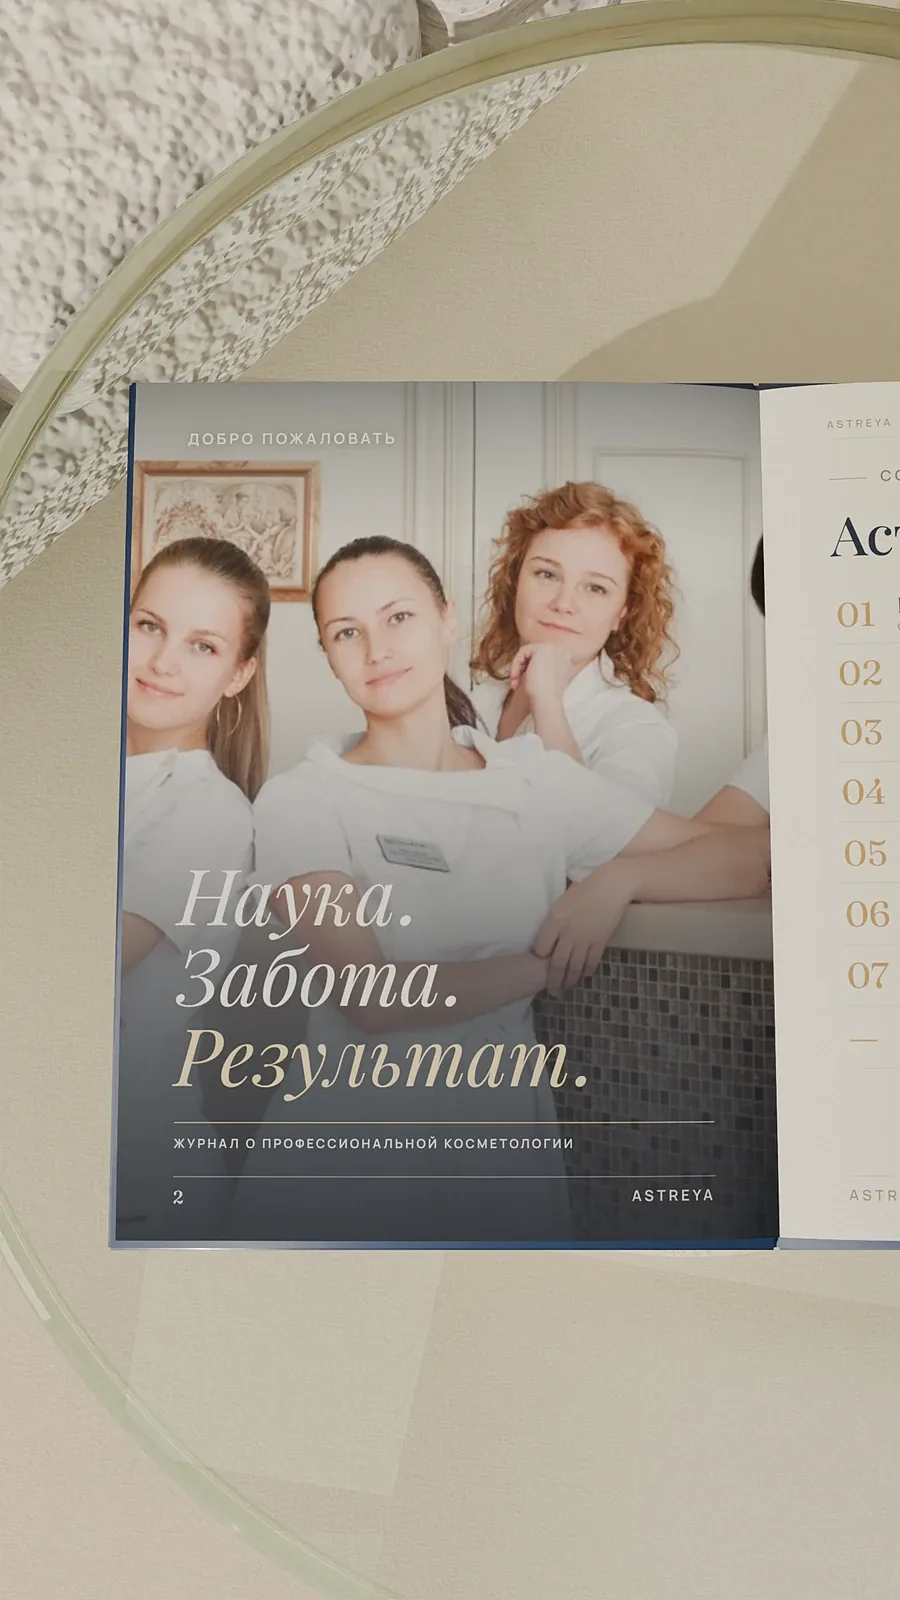 ДОБРО ПОЖАЛОВАТЬ
Наука.
Забота.
Результат.
ЖУРНАЛ О ПРОФЕССИОНАЛЬНОЙ КОСМЕТОЛОГИИ
2
ASTREYA
ASTREYA
01
02
03
04
05
06
07